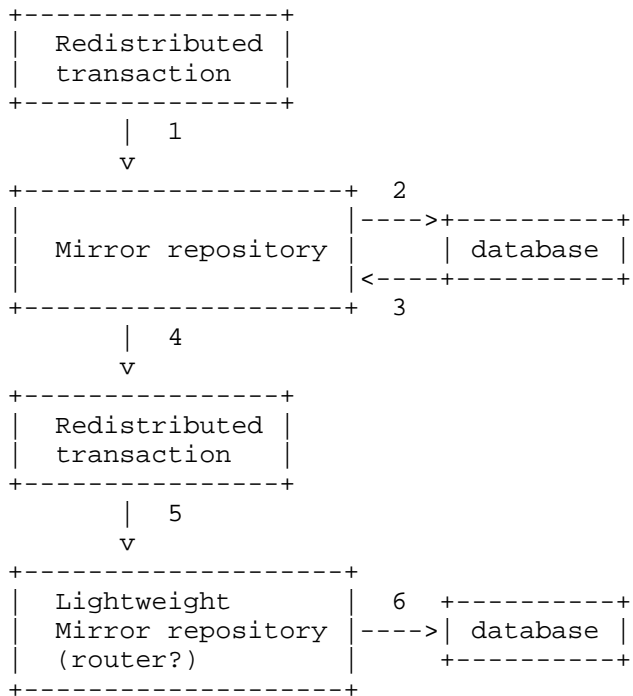 Redistributed
transaction
1
2
Mirror repository
database
3
4
Redistributed
transaction
5
Lightweight
Mirror repository
(router?)
6
database